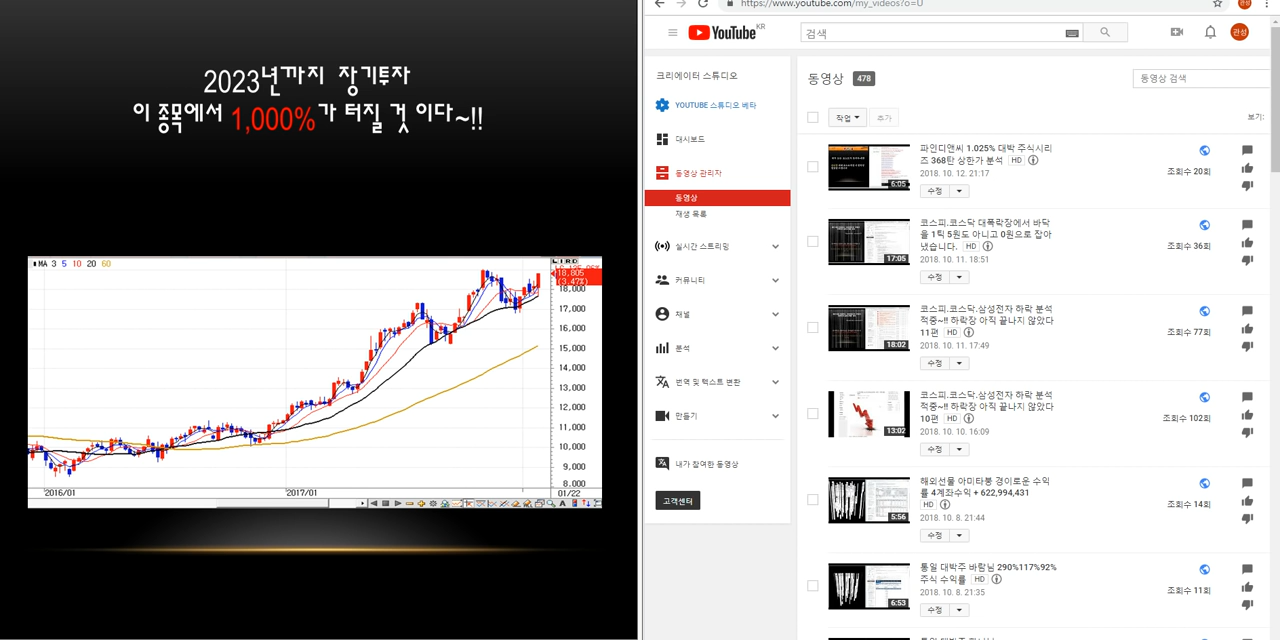 2023년까지 장기투자
이 종목에서 1,000%가 터질 것 이다~!!
MA 3 5 10 20 60
18,805
(3.47%)
18,000
17,000
16,000
15,000
14,000
13,000
12,000
11,000
10,000
9,000
8,000
2016/01
2017/01
01/22
https://www.youtube.com/my_videos?o=U
YouTube KR
검색
관성
크리에이터 스튜디오
YOUTUBE 스튜디오 베타
대시보드
동영상 관리자
동영상
재생 목록
실시간 스트리밍
커뮤니티
채널
분석
번역 및 텍스트 변환
만들기
내가 참여한 동영상
고객센터
동영상 478
동영상 검색
작업
추가
보기:
파인디앤씨 1.025% 대박 주식시리
즈 368탄 상한가 분석 HD
2018. 10. 12. 21:17
수정
6:05
조회수 20회
코스피.코스닥 대폭락장에서 바닥
을 1틱 5원도 아니고 0원으로 잡아
냈습니다. HD
2018. 10. 11. 18:51
수정
17:05
조회수 36회
코스피.코스닥.삼성전자 하락 분석
적중~!! 하락장 아직 끝나지 않았다
11편 HD
2018. 10. 11. 17:49
수정
18:02
조회수 77회
코스피.코스닥.삼성전자 하락 분석
적중~!! 하락장 아직 끝나지 않았다
10편 HD
2018. 10. 10. 16:09
수정
13:02
조회수 102회
해외선물 아미타붕 경이로운 수익
률 4계좌수익 + 622,994,431
HD
2018. 10. 8. 21:44
수정
5:56
조회수 14회
통일 대박주 바람님 290%117%92%
주식 수익률 HD
2018. 10. 8. 21:35
수정
6:53
조회수 11회